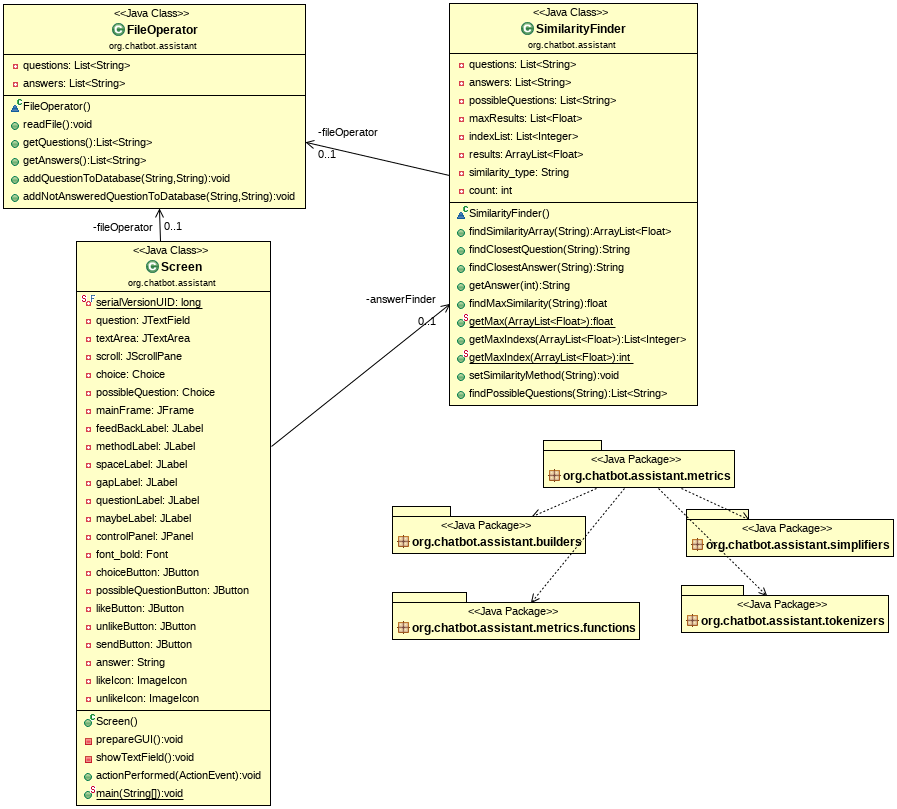 <<Java Class>>
FileOperator
org.chatbot.assistant
questions: List<String>
answers: List<String>
FileOperator()
readFile():void
getQuestions():List<String>
getAnswers():List<String>
addQuestionToDatabase(String,String):void
addNotAnsweredQuestionToDatabase(String,String):void
-fileOperator
0..1
<<Java Class>>
SimilarityFinder
org.chatbot.assistant
questions: List<String>
answers: List<String>
possibleQuestions: List<String>
maxResults: List<Float>
indexList: List<Integer>
results: ArrayList<Float>
similarity_type: String
count: int
SimilarityFinder()
findSimilarityArray(String):ArrayList<Float>
findClosestQuestion(String):String
findClosestAnswer(String):String
getAnswer(int):String
findMaxSimilarity(String):float
getMax(ArrayList<Float>):float
getMaxIndexs(ArrayList<Float>):List<Integer>
getMaxIndex(ArrayList<Float>):int
setSimilarityMethod(String):void
findPossibleQuestions(String):List<String>
-fileOperator
0..1
<<Java Class>>
Screen
org.chatbot.assistant
serialVersionUID: long
question: JTextField
textArea: JTextArea
scroll: JScrollPane
choice: Choice
possibleQuestion: Choice
mainFrame: JFrame
feedBackLabel: JLabel
methodLabel: JLabel
spaceLabel: JLabel
gapLabel: JLabel
questionLabel: JLabel
maybeLabel: JLabel
controlPanel: JPanel
font_bold: Font
choiceButton: JButton
possibleQuestionButton: JButton
likeButton: JButton
unlikeButton: JButton
sendButton: JButton
answer: String
likeIcon: ImageIcon
unlikeIcon: ImageIcon
Screen()
prepareGUI():void
showTextField():void
actionPerformed(ActionEvent):void
main(String[]):void
-answerFinder
0..1
<<Java Package>>
org.chatbot.assistant.metrics
<<Java Package>>
org.chatbot.assistant.builders
<<Java Package>>
org.chatbot.assistant.simplifiers
<<Java Package>>
org.chatbot.assistant.metrics.functions
<<Java Package>>
org.chatbot.assistant.tokenizers